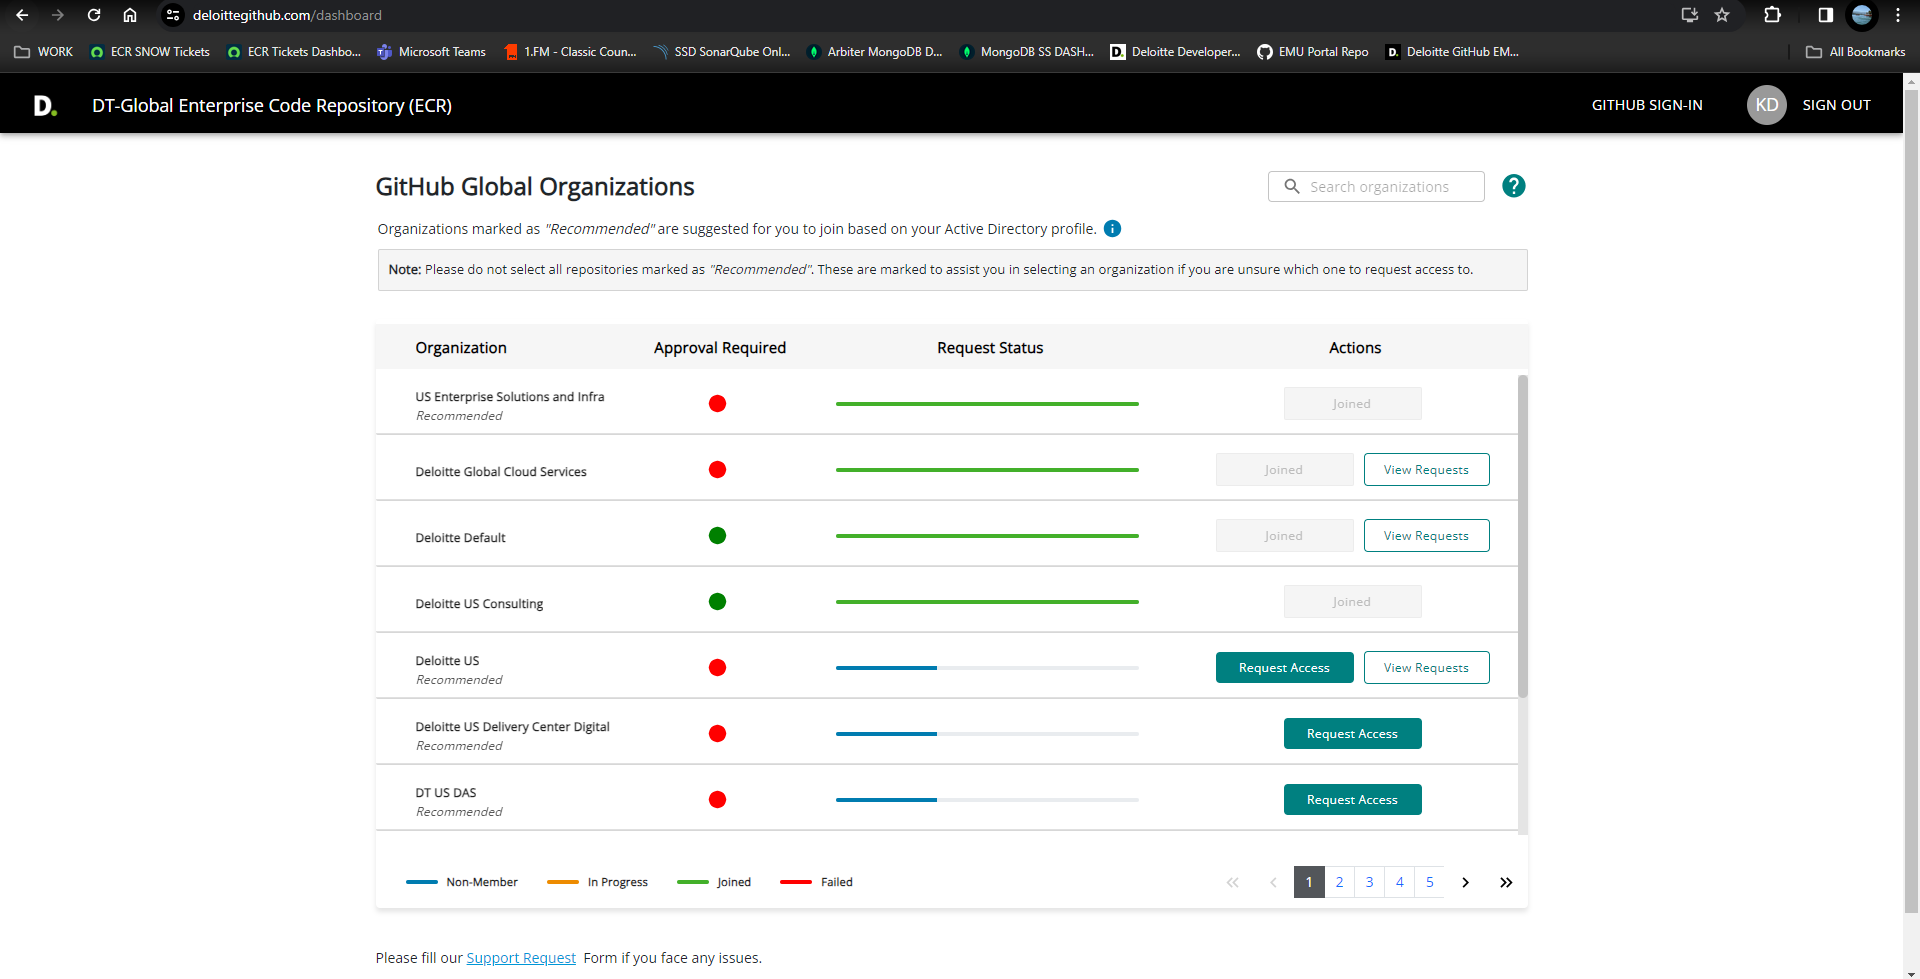 deloittegithub.com/dashboard
WORK ECR SNOW Tickets ECR Tickets Dashbo... Microsoft Teams 1.FM - Classic Coun... SSD SonarQube Onl... Arbiter MongoDB D... MongoDB SS DASH... D. Deloitte Developer... EMU Portal Repo D. Deloitte GitHub EM... All Bookmarks
D. DT-Global Enterprise Code Repository (ECR) GITHUB SIGN-IN KD SIGN OUT
GitHub Global Organizations Search organizations ?
Organizations marked as "Recommended" are suggested for you to join based on your Active Directory profile. i
Note: Please do not select all repositories marked as "Recommended". These are marked to assist you in selecting an organization if you are unsure which one to request access to.
Organization Approval Required Request Status Actions
US Enterprise Solutions and Infra
Recommended
Joined
Deloitte Global Cloud Services Joined View Requests
Deloitte Default Joined View Requests
Deloitte US Consulting Joined
Deloitte US
Recommended
Request Access View Requests
Deloitte US Delivery Center Digital
Recommended
Request Access
DT US DAS
Recommended
Request Access
Non-Member In Progress Joined Failed « ‹ 1 2 3 4 5 › »
Please fill our Support Request Form if you face any issues.